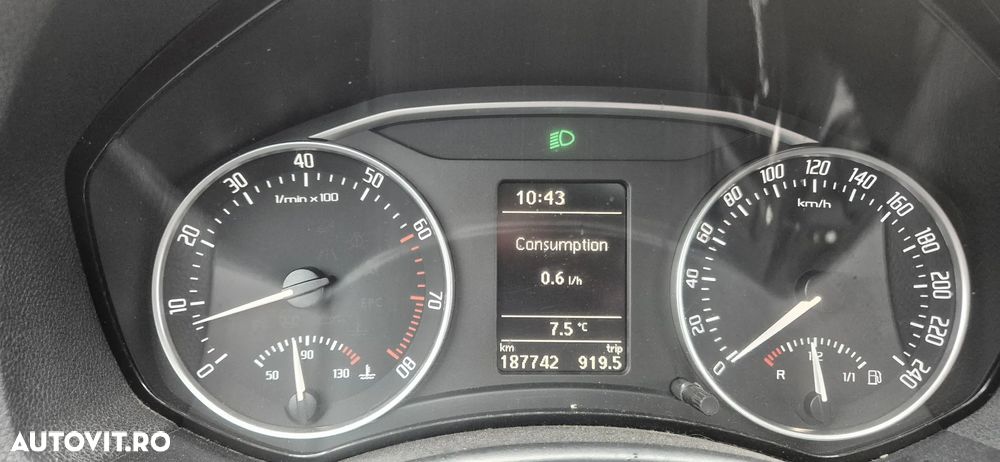 10:43
Consumption
0.6 l/h
7.5 °C
km trip
187742 919.5
1/min x 100
0 10 20 30 40 50 60 70 80
EPC
50 90 130
km/h
0 20 40 60 80 100 120 140 160 180 200 220 240
R 1/2 1/1
AUTOVIT.RO